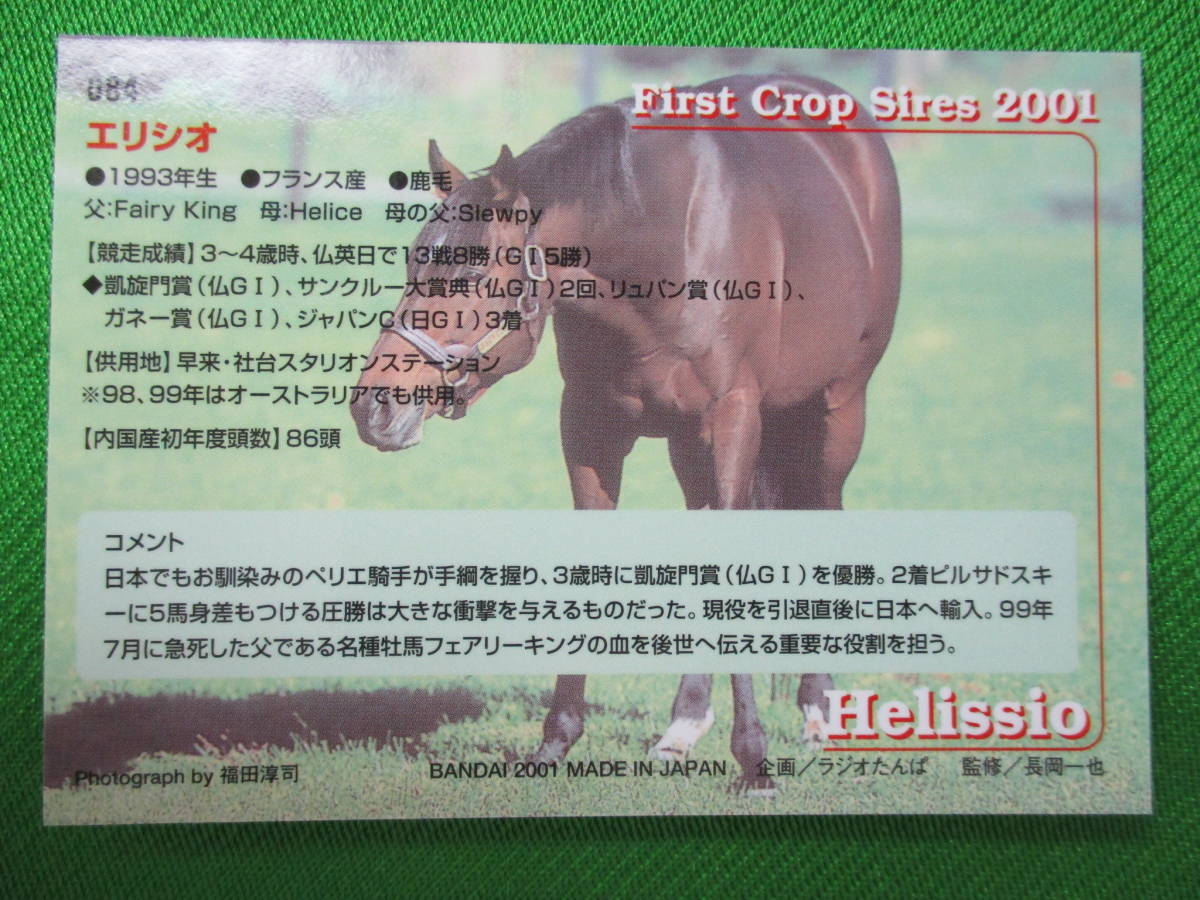 084
First Crop Sires 2001
エリシオ
●1993年生 ●フランス産 ●鹿毛
父:Fairy King 母:Helice 母の父:Slewpy
【競走成績】3〜4歳時、仏英日で13戦8勝(GⅠ5勝)
◆凱旋門賞(仏GⅠ)、サンクルー大賞典(仏GⅠ)2回、リュパン賞(仏GⅠ)、
ガネー賞(仏GⅠ)、ジャパンC(日GⅠ)3着
【供用地】早来・社台スタリオンステーション
※98、99年はオーストラリアでも供用。
【内国産初年度頭数】86頭
コメント
日本でもお馴染みのペリエ騎手が手綱を握り、3歳時に凱旋門賞(仏GⅠ)を優勝。2着ピルサドスキ
ーに5馬身差もつける圧勝は大きな衝撃を与えるものだった。現役を引退直後に日本へ輸入。99年
7月に急死した父である名種牡馬フェアリーキングの血を後世へ伝える重要な役割を担う。
Helissio
Photograph by 福田淳司 BANDAI 2001 MADE IN JAPAN 企画/ラジオたんぱ 監修/長岡一也